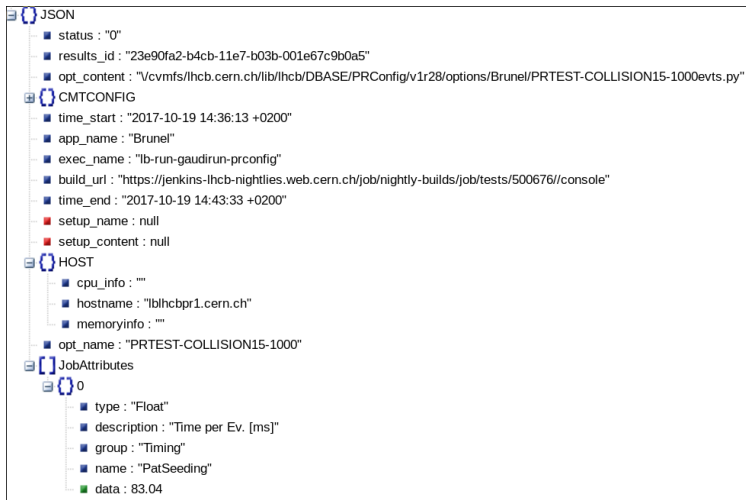 JSON
status : "0"
results_id : "23e90fa2-b4cb-11e7-b03b-001e67c9b0a5"
opt_content : "\/cvmfs/lhcb.cern.ch/lib/lhcb/DBASE/PRConfig/v1r28/options/Brunel/PRTEST-COLLISION15-1000evts.py"
CMTCONFIG
time_start : "2017-10-19 14:36:13 +0200"
app_name : "Brunel"
exec_name : "lb-run-gaudirun-prconfig"
build_url : "https://jenkins-lhcb-nightlies.web.cern.ch/job/nightly-builds/job/tests/500676//console"
time_end : "2017-10-19 14:43:33 +0200"
setup_name : null
setup_content : null
HOST
cpu_info : ""
hostname : "lblhcbpr1.cern.ch"
memoryinfo : ""
opt_name : "PRTEST-COLLISION15-1000"
JobAttributes
0
type : "Float"
description : "Time per Ev. [ms]"
group : "Timing"
name : "PatSeeding"
data : 83.04